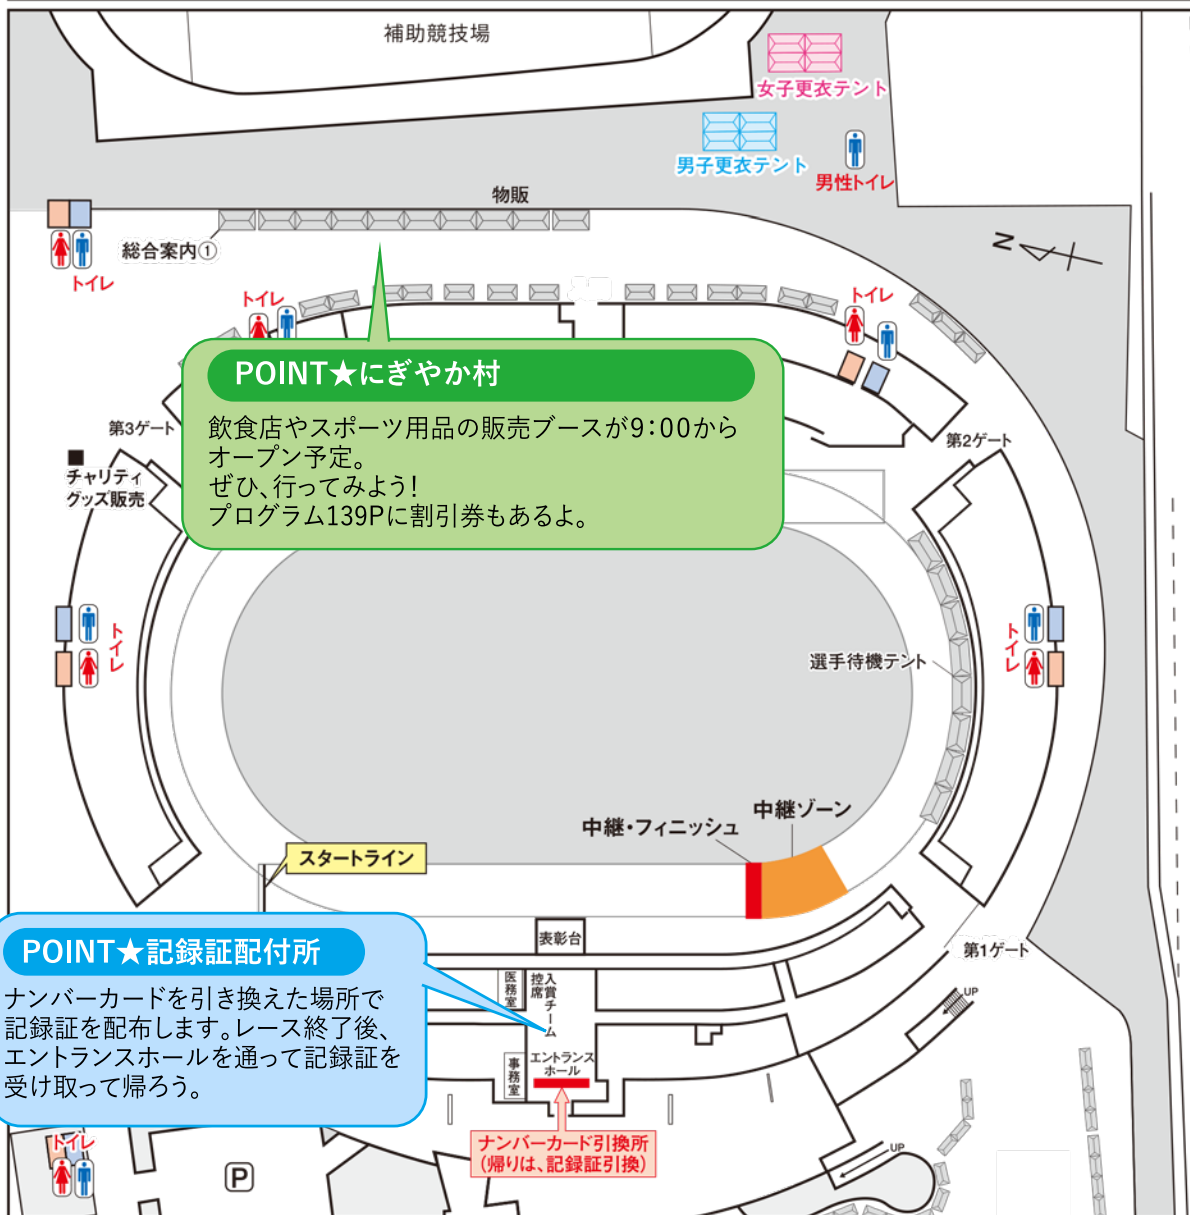 補助競技場
女子更衣テント
男子更衣テント
男性トイレ
物販
総合案内①
トイレ
N
トイレ
トイレ
POINT★にぎやか村
飲食店やスポーツ用品の販売ブースが9:00から
オープン予定。
ぜひ、行ってみよう!
プログラム139Pに割引券もあるよ。
第3ゲート
第2ゲート
チャリティ
グッズ販売
トイレ
トイレ
選手待機テント
中継ゾーン
中継・フィニッシュ
スタートライン
表彰台
第1ゲート
POINT★記録証配付所
ナンバーカードを引き換えた場所で
記録証を配布します。レース終了後、
エントランスホールを通って記録証を
受け取って帰ろう。
医務室
入賞チーム
控席
UP
エントランス
ホール
事務室
ナンバーカード引換所
(帰りは、記録証引換)
トイレ
P
UP